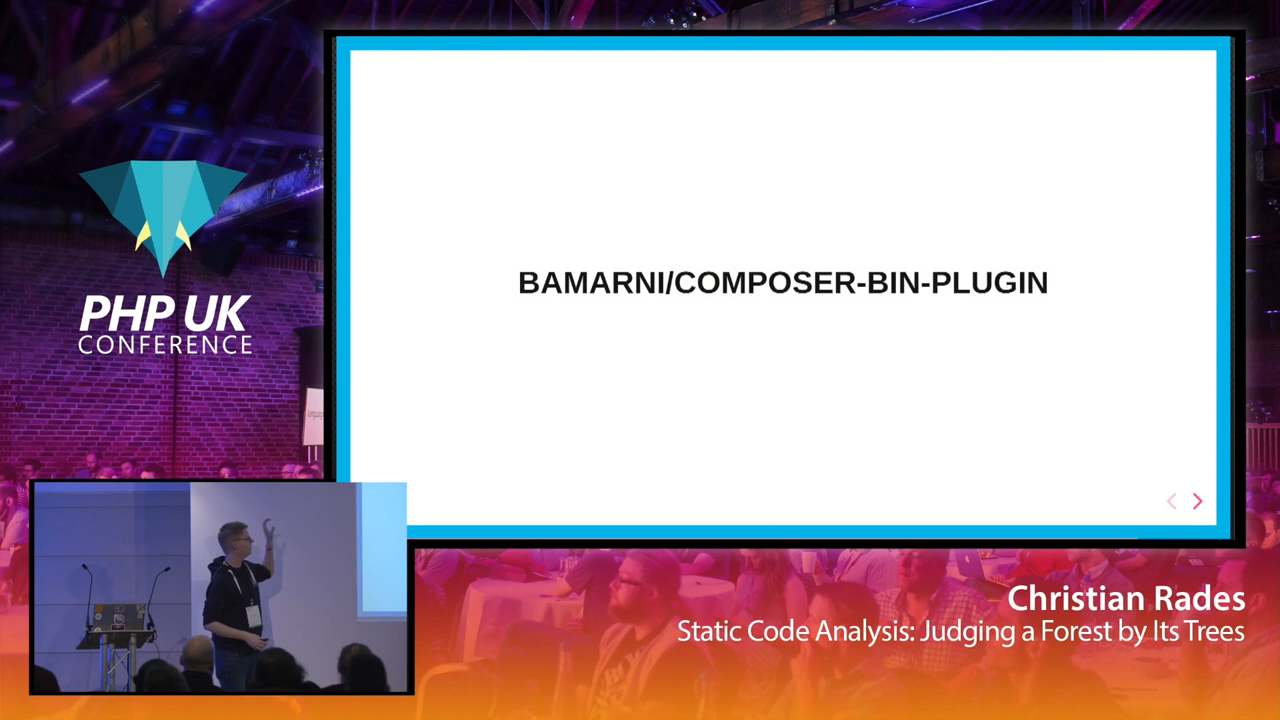 BAMARNI/COMPOSER-BIN-PLUGIN
PHP UK
CONFERENCE
Christian Rades
Static Code Analysis: Judging a Forest by Its Trees